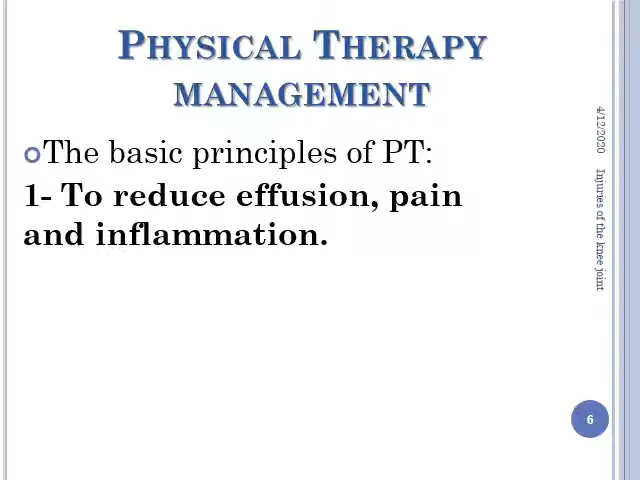 PHYSICAL THERAPY
MANAGEMENT
The basic principles of PT:
1- To reduce effusion, pain
and inflammation.
4/12/2020
Injuries of the knee joint
6